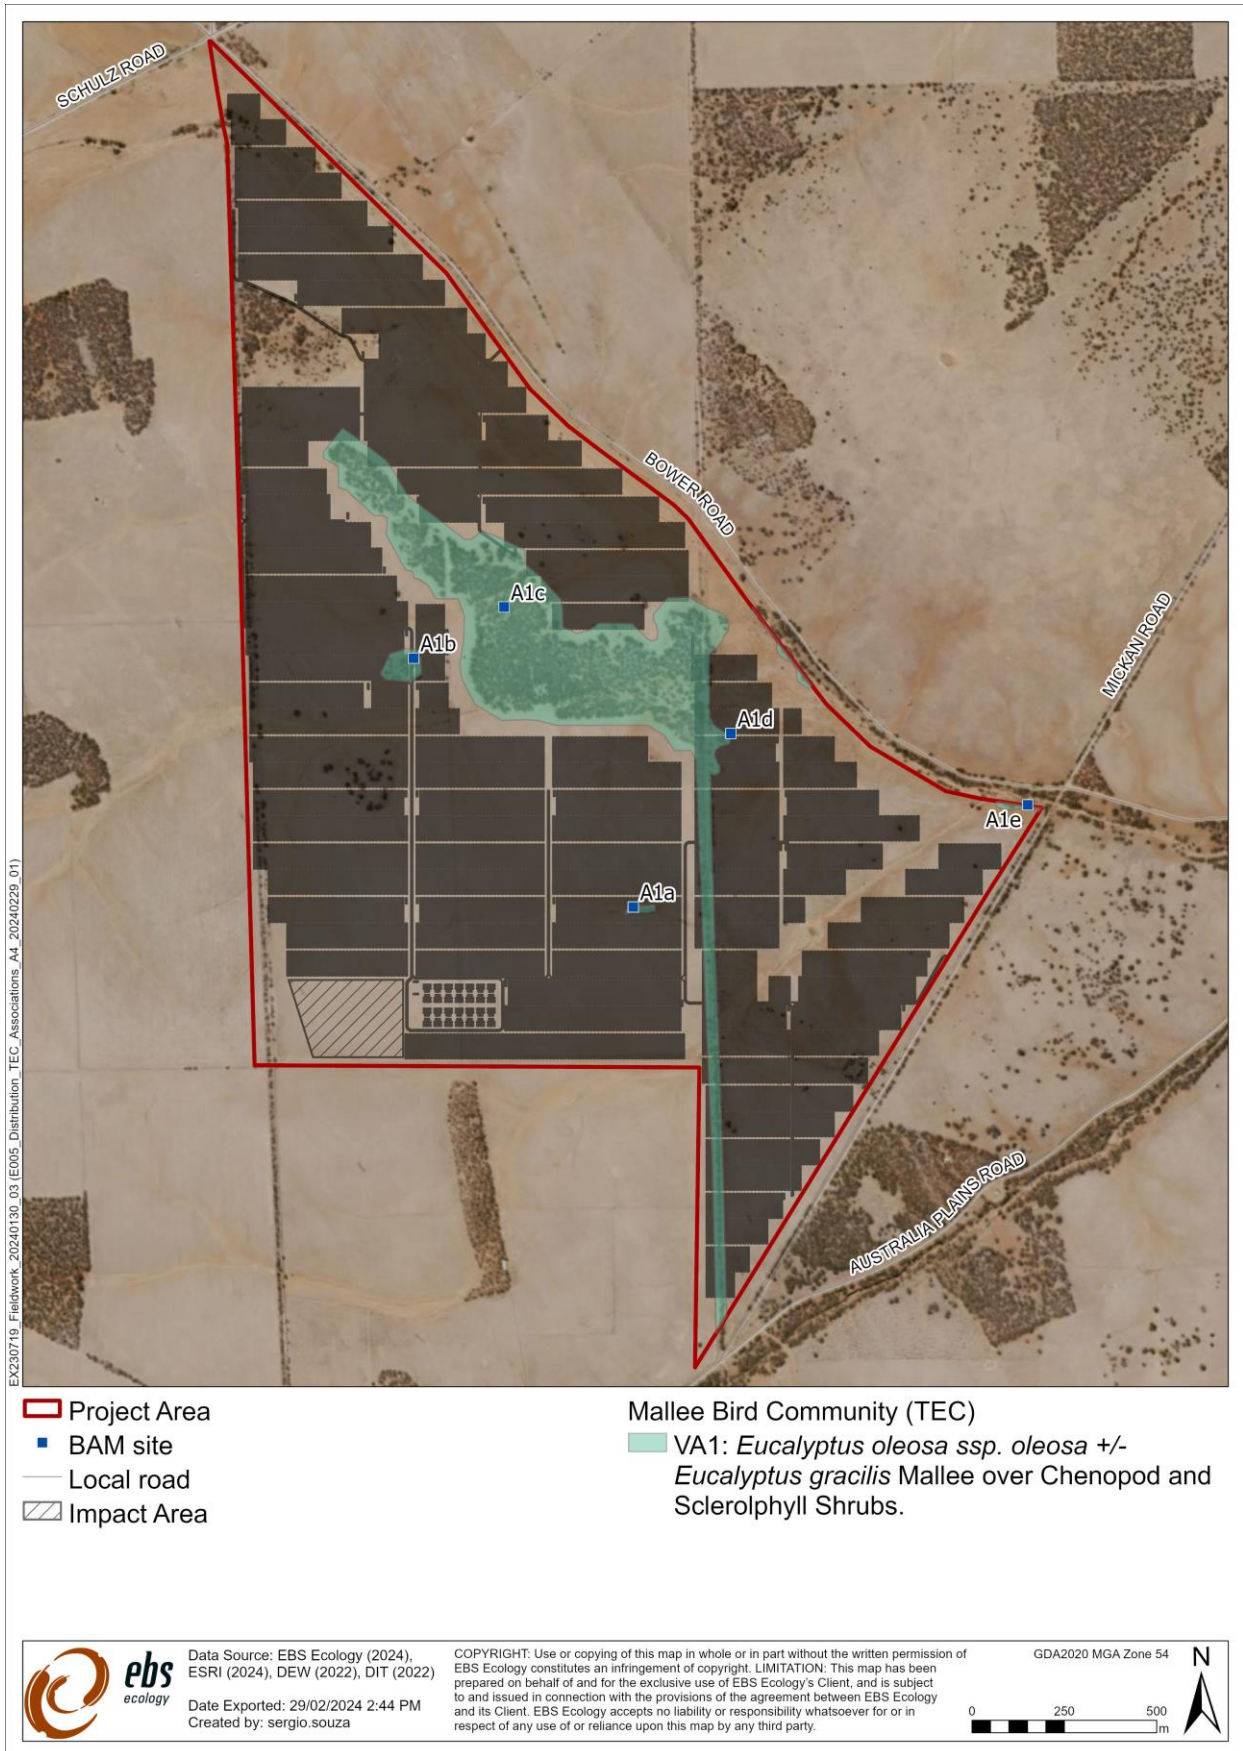 SCHULZ ROAD
BOWER ROAD
MICKAN ROAD
A1c
A1b
A1d
A1e
A1a
AUSTRALIA PLAINS ROAD
EX230719_Fieldwork_20240130_03 (E005_Distribution_TEC_Associations_A4_20240229_01)
Project Area
BAM site
Local road
Impact Area
Mallee Bird Community (TEC)
VA1: Eucalyptus oleosa ssp. oleosa +/-
Eucalyptus gracilis Mallee over Chenopod and
Sclerolphyll Shrubs.
ebs
ecology
Data Source: EBS Ecology (2024),
ESRI (2024), DEW (2022), DIT (2022)
Date Exported: 29/02/2024 2:44 PM
Created by: sergio.souza
COPYRIGHT: Use or copying of this map in whole or in part without the written permission of
EBS Ecology constitutes an infringement of copyright. LIMITATION: This map has been
prepared on behalf of and for the exclusive use of EBS Ecology's Client, and is subject
to and issued in connection with the provisions of the agreement between EBS Ecology
and its Client. EBS Ecology accepts no liability or responsibility whatsoever for or in
respect of any use of or reliance upon this map by any third party.
GDA2020 MGA Zone 54
N
0 250 500
m